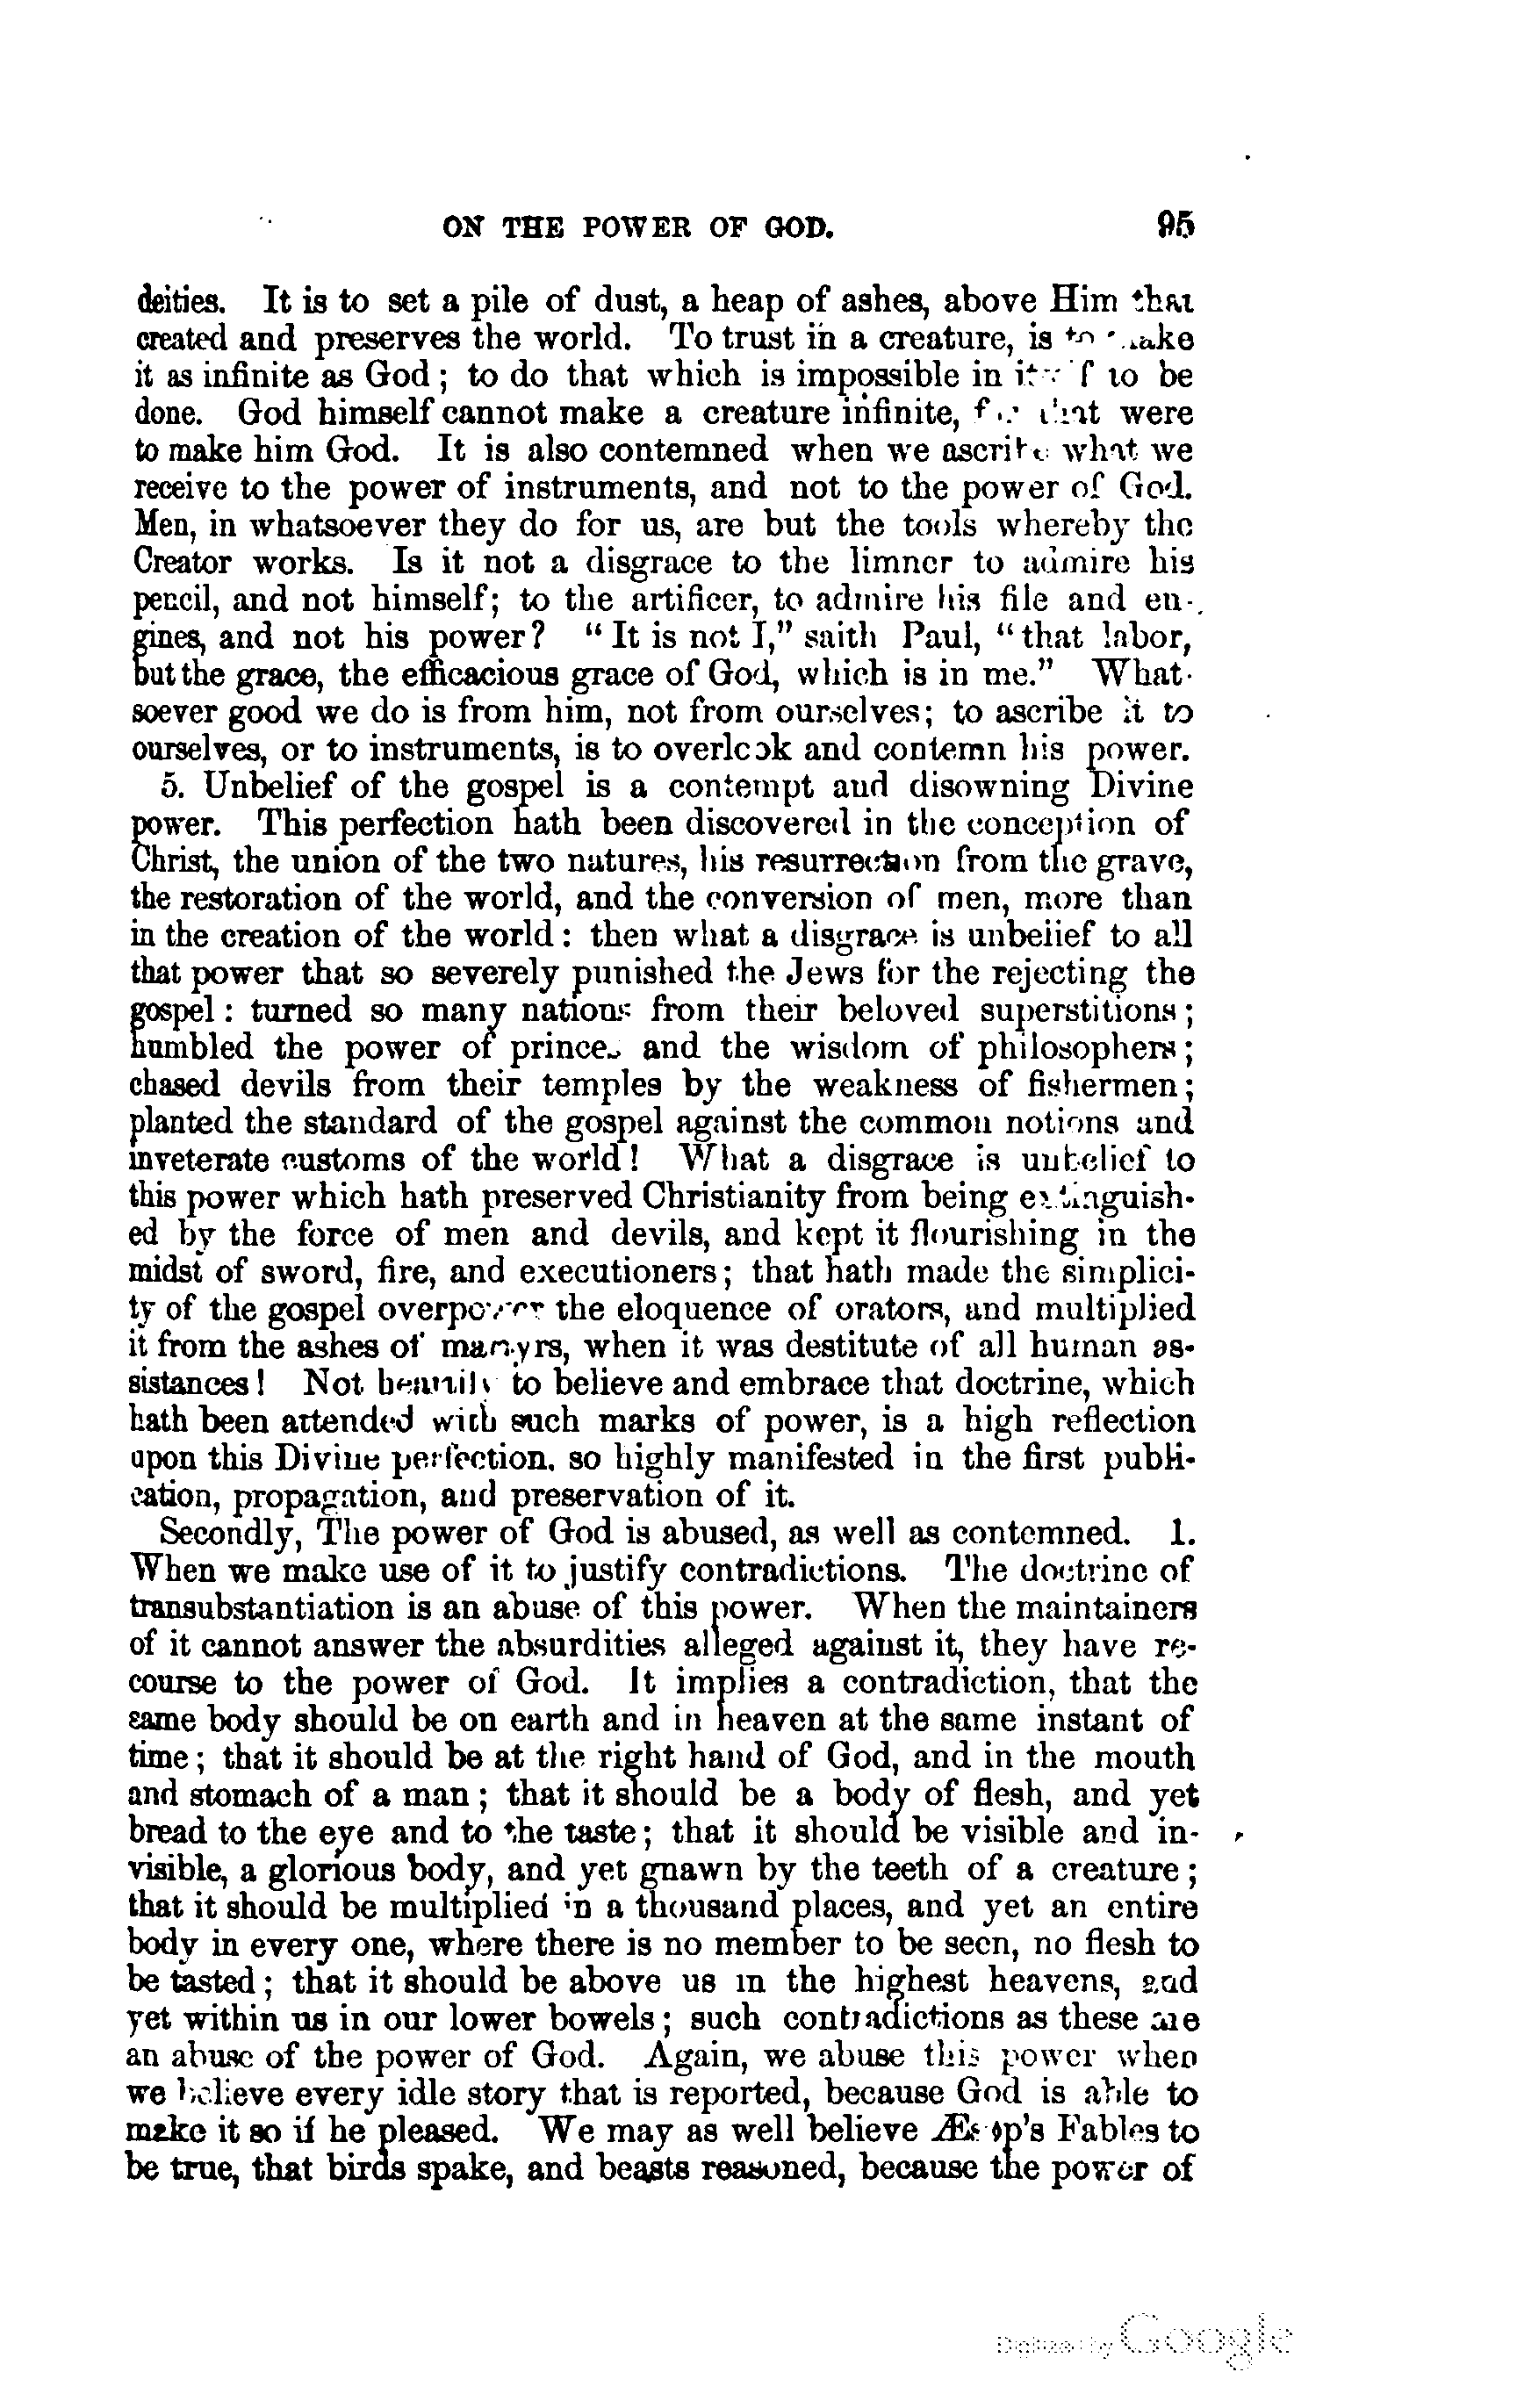 ON THE POWER OF GOD. 95
deities. It is to set a pile of dust, a heap of ashes, above Him that
created and preserves the world. To trust in a creature, is to make
it as infinite as God; to do that which is impossible in itself to be
done. God himself cannot make a creature infinite, for that were
to make him God. It is also contemned when we ascribe what we
receive to the power of instruments, and not to the power of God.
Men, in whatsoever they do for us, are but the tools whereby the
Creator works. Is it not a disgrace to the limner to admire his
pencil, and not himself; to the artificer, to admire his file and en-
gines, and not his power? "It is not I," saith Paul, "that labor,
but the grace, the efficacious grace of God, which is in me." What-
soever good we do is from him, not from ourselves; to ascribe it to
ourselves, or to instruments, is to overlook and contemn his power.
5. Unbelief of the gospel is a contempt and disowning Divine
power. This perfection hath been discovered in the conception of
Christ, the union of the two natures, his resurrection from the grave,
the restoration of the world, and the conversion of men, more than
in the creation of the world: then what a disgrace is unbelief to all
that power that so severely punished the Jews for the rejecting the
gospel: turned so many nations from their beloved superstitions;
humbled the power of princes and the wisdom of philosophers;
chased devils from their temples by the weakness of fishermen;
planted the standard of the gospel against the common notions and
inveterate customs of the world! What a disgrace is unbelief to
this power which hath preserved Christianity from being extinguish-
ed by the force of men and devils, and kept it flourishing in the
midst of sword, fire, and executioners; that hath made the simplici-
ty of the gospel overpower the eloquence of orators, and multiplied
it from the ashes of martyrs, when it was destitute of all human as-
sistances! Not heartily to believe and embrace that doctrine, which
hath been attended with such marks of power, is a high reflection
upon this Divine perfection, so highly manifested in the first publi-
cation, propagation, and preservation of it.
Secondly, The power of God is abused, as well as contemned. 1.
When we make use of it to justify contradictions. The doctrine of
transubstantiation is an abuse of this power. When the maintainers
of it cannot answer the absurdities alleged against it, they have re-
course to the power of God. It implies a contradiction, that the
same body should be on earth and in heaven at the same instant of
time; that it should be at the right hand of God, and in the mouth
and stomach of a man; that it should be a body of flesh, and yet
bread to the eye and to the taste; that it should be visible and in-
visible, a glorious body, and yet gnawn by the teeth of a creature;
that it should be multiplied in a thousand places, and yet an entire
body in every one, where there is no member to be seen, no flesh to
be tasted; that it should be above us in the highest heavens, and
yet within us in our lower bowels; such contradictions as these are
an abuse of the power of God. Again, we abuse this power when
we believe every idle story that is reported, because God is able to
make it so if he pleased. We may as well believe Æsop's Fables to
be true, that birds spake, and beasts reasoned, because the power of
Digitized by Google